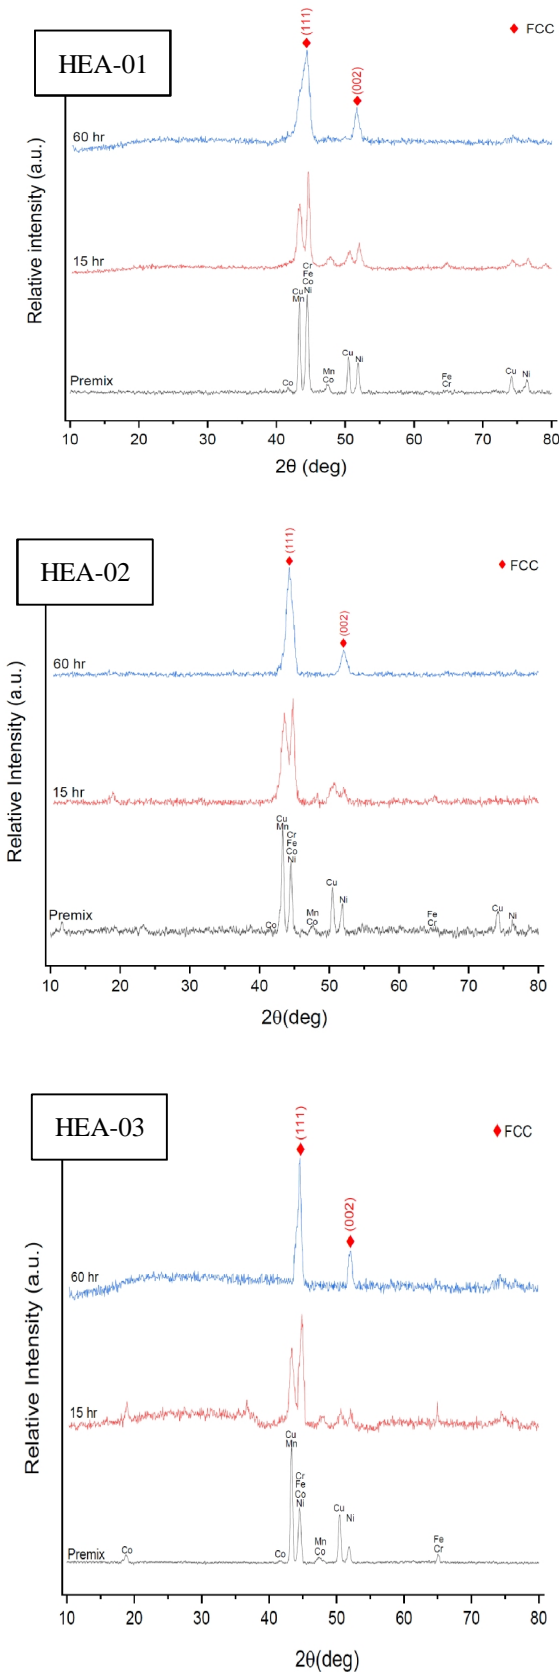 HEA-01
(111)
FCC
(002)
60 hr
15 hr
Cr
Fe
Co
Ni
Cu
Mn
Premix
Co
Mn
Co
Cu
Ni
Fe
Cr
Cu
Ni
Relative intensity (a.u.)
10 20 30 40 50 60 70 80
2θ (deg)
HEA-02
(111)
FCC
(002)
60 hr
15 hr
Cu
Mn
Cr
Fe
Co
Ni
Premix
Co
Mn
Co
Cu
Ni
Fe
Cr
Cu
Ni
Relative Intensity (a.u.)
10 20 30 40 50 60 70 80
2θ(deg)
HEA-03
(111)
FCC
(002)
60 hr
15 hr
Cu
Mn
Cr
Fe
Co
Ni
Premix
Co
Co
Mn
Co
Cu
Ni
Fe
Cr
Relative Intensity (a.u.)
10 20 30 40 50 60 70 80
2θ(deg)